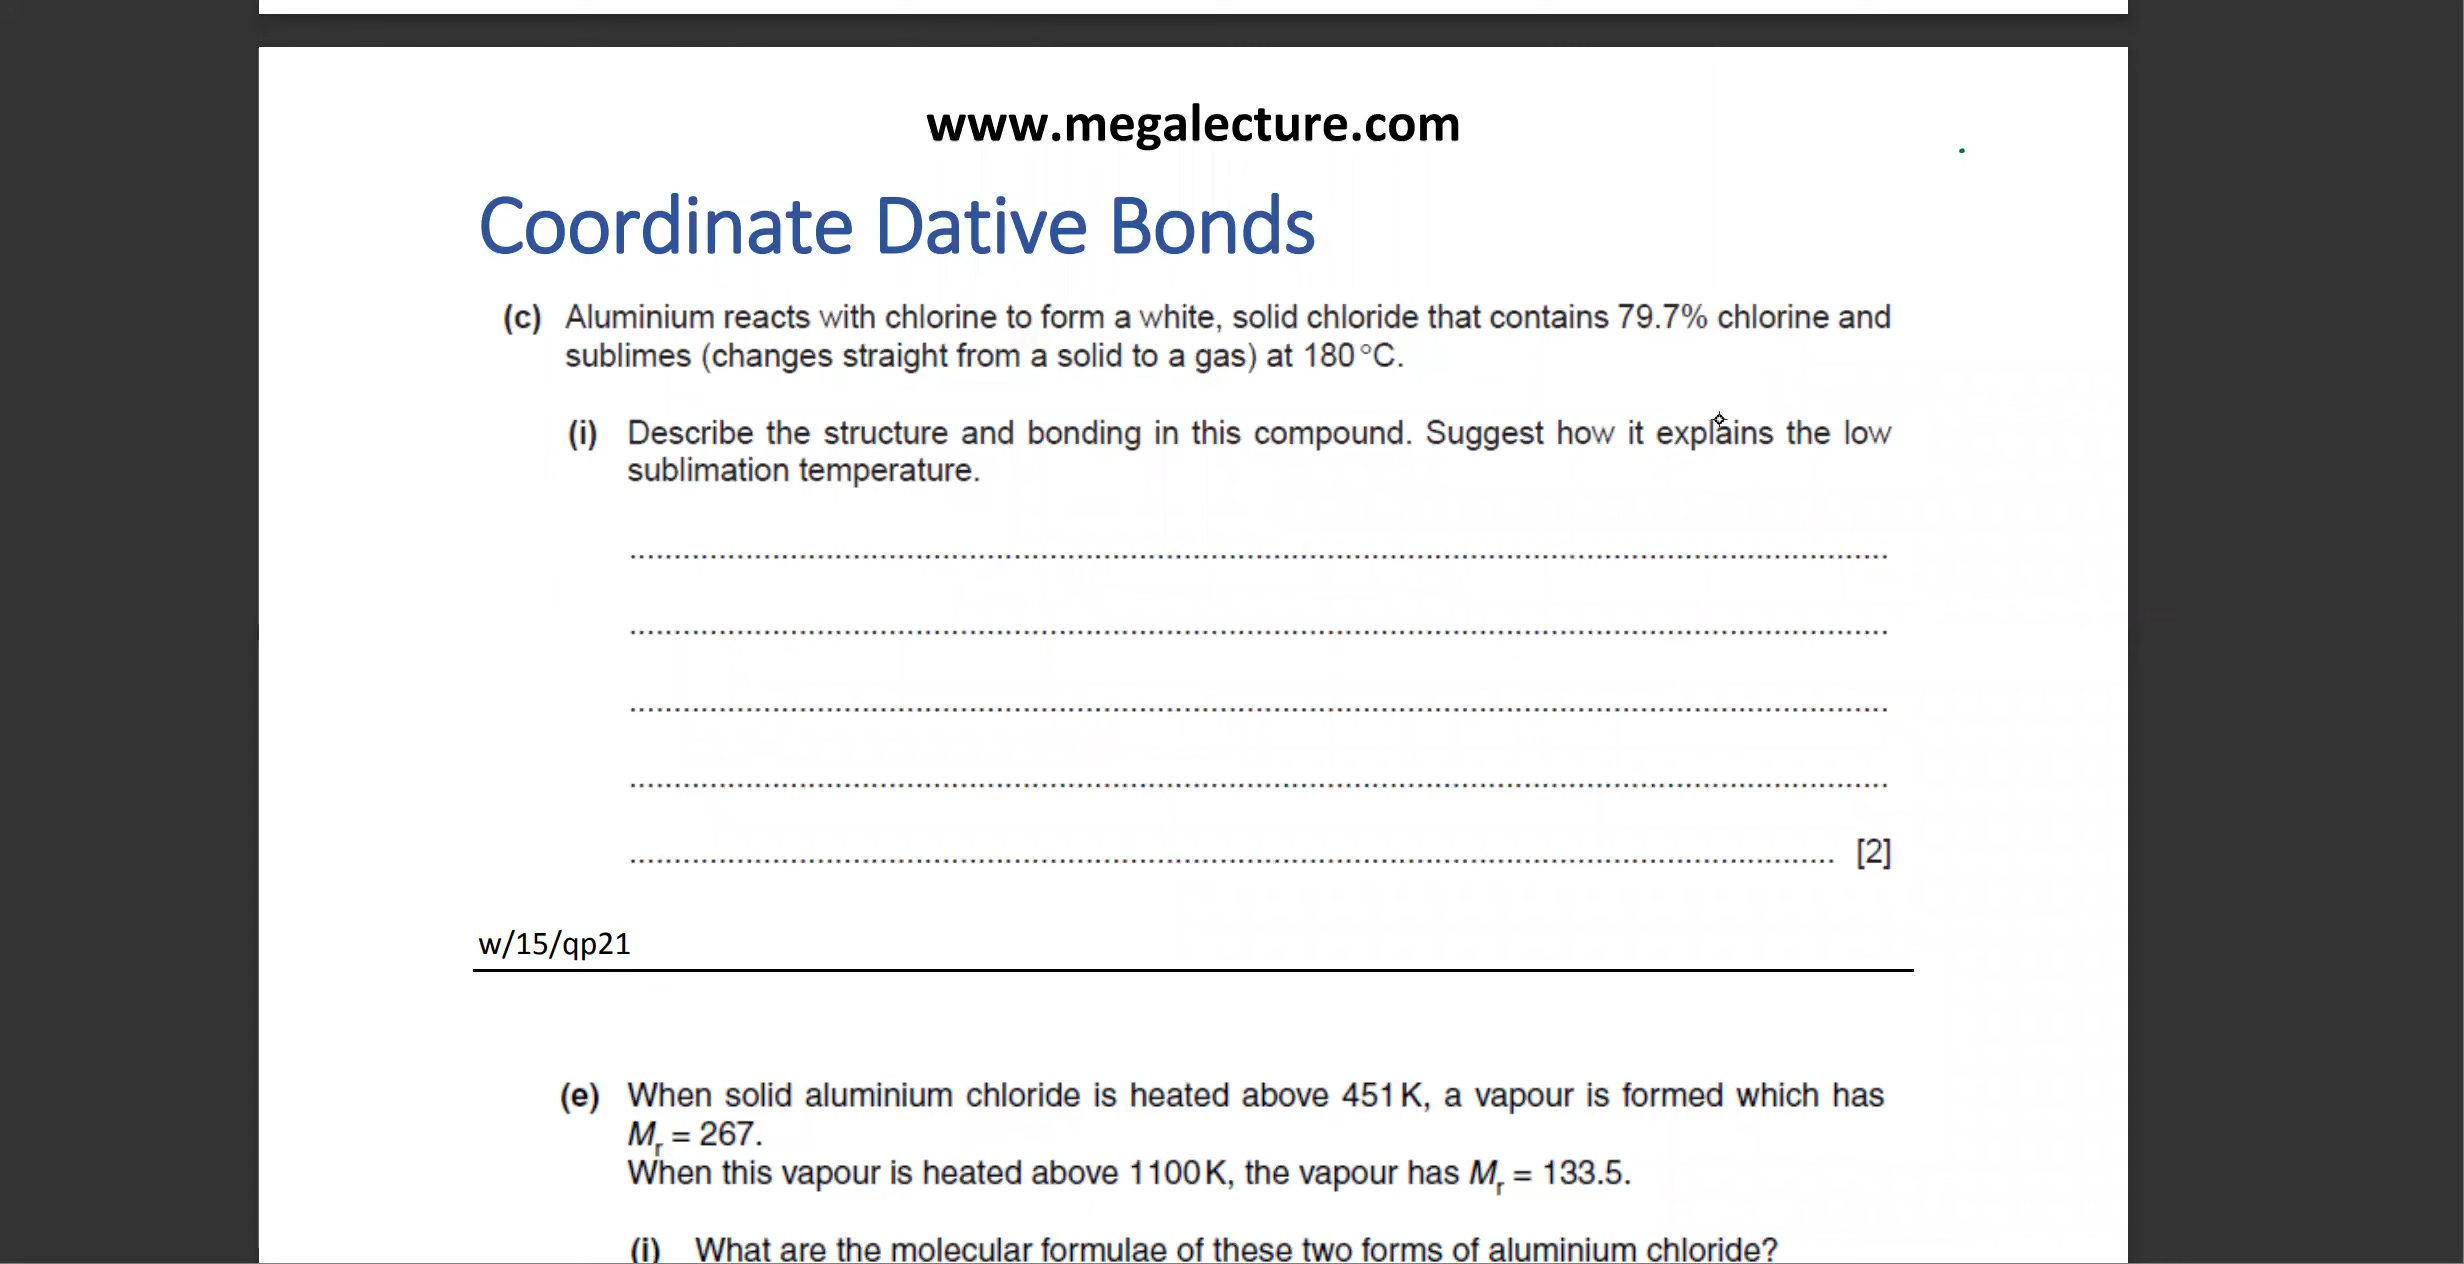 www.megalecture.com
Coordinate Dative Bonds
(c) Aluminium reacts with chlorine to form a white, solid chloride that contains 79.7% chlorine and
sublimes (changes straight from a solid to a gas) at 180 °C.
(i) Describe the structure and bonding in this compound. Suggest how it explains the low
sublimation temperature.
..........................................................................................
..........................................................................................
..........................................................................................
..........................................................................................
.......................................................................................... [2]
w/15/qp21
(e) When solid aluminium chloride is heated above 451 K, a vapour is formed which has
Mr = 267.
When this vapour is heated above 1100 K, the vapour has Mr = 133.5.
(i) What are the molecular formulae of these two forms of aluminium chloride?